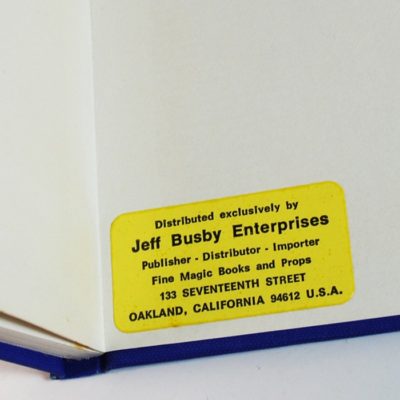 Distributed exclusively by
Jeff Busby Enterprises
Publisher - Distributor - Importer
Fine Magic Books and Props
133 SEVENTEENTH STREET
OAKLAND, CALIFORNIA 94612 U.S.A.